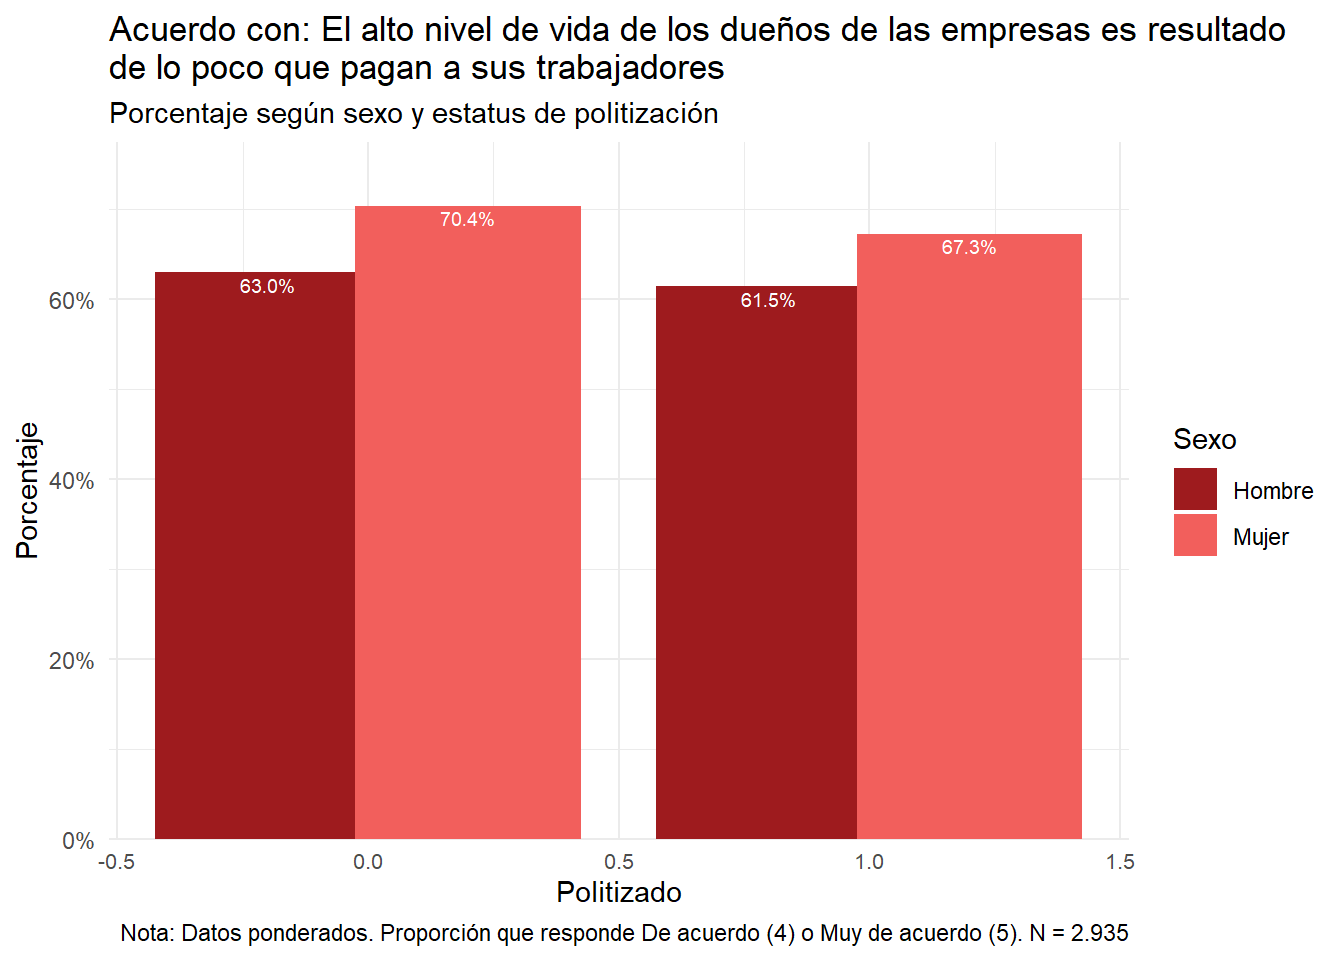 Acuerdo con: El alto nivel de vida de los dueños de las empresas es resultado
de lo poco que pagan a sus trabajadores
Porcentaje según sexo y estatus de politización
70.4%
67.3%
63.0%
61.5%
60%
40%
20%
0%
Porcentaje
Sexo
Hombre
Mujer
-0.5
0.0
0.5
1.0
1.5
Politizado
Nota: Datos ponderados. Proporción que responde De acuerdo (4) o Muy de acuerdo (5). N = 2.935